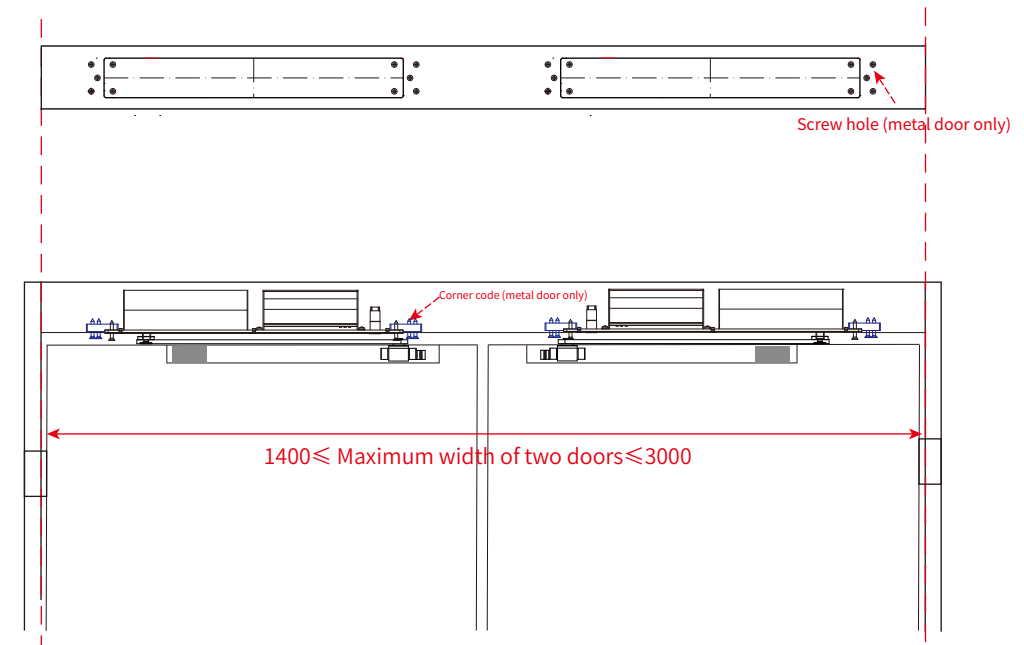 Screw hole (metal door only)
Corner code (metal door only)
1400≤ Maximum width of two doors≤3000